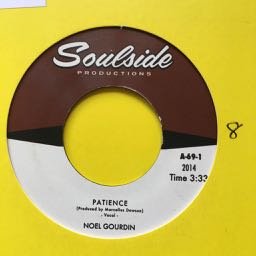 Soulside
PRODUCTIONS
A-69-1
2014
Time 3:33
PATIENCE
(Produced by Marcellus Dawson)
- Vocal -
NOEL GOURDIN
8